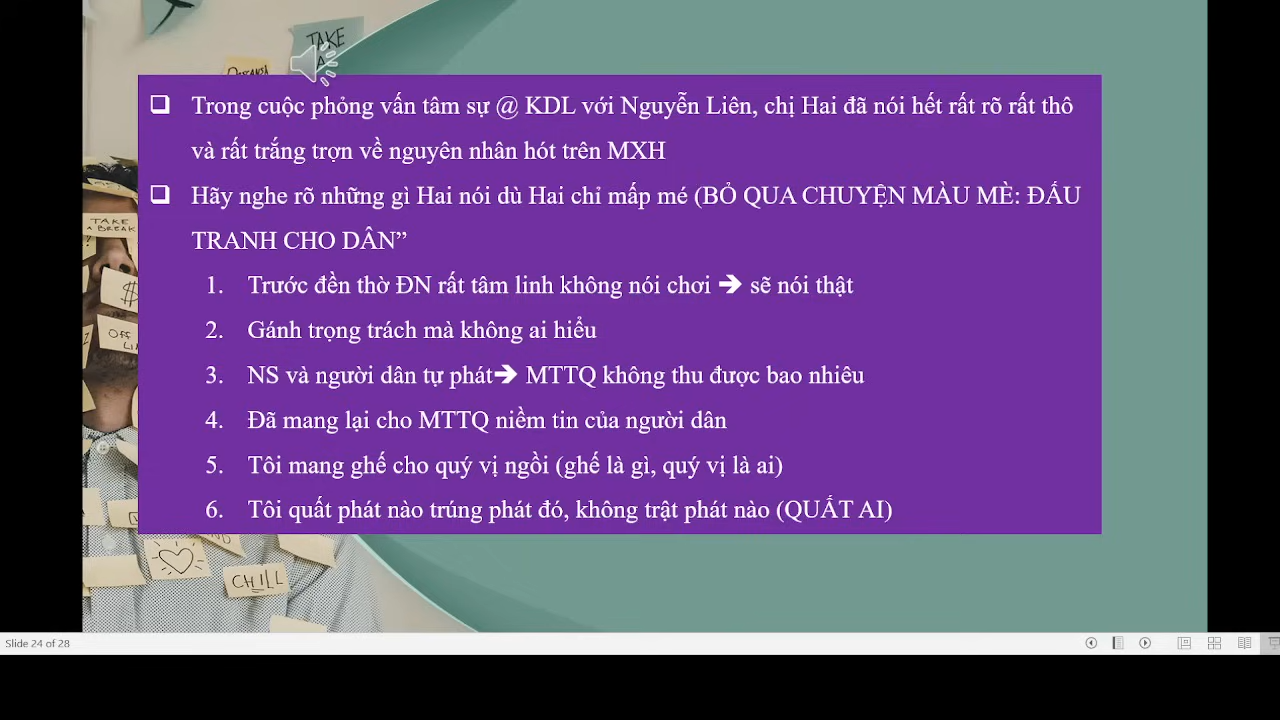 TAKE
A
TAKE
A BREAK
$
OFF
CHILL
❑ Trong cuộc phỏng vấn tâm sự @ KDL với Nguyễn Liên, chị Hai đã nói hết rất rõ rất thô
và rất trắng trợn về nguyên nhân hót trên MXH
❑ Hãy nghe rõ những gì Hai nói dù Hai chỉ mấp mé (BỎ QUA CHUYỆN MÀU MÈ: ĐẤU
TRANH CHO DÂN”
1. Trước đền thờ ĐN rất tâm linh không nói chơi ➔ sẽ nói thật
2. Gánh trọng trách mà không ai hiểu
3. NS và người dân tự phát➔ MTTQ không thu được bao nhiêu
4. Đã mang lại cho MTTQ niềm tin của người dân
5. Tôi mang ghế cho quý vị ngồi (ghế là gì, quý vị là ai)
6. Tôi quất phát nào trúng phát đó, không trật phát nào (QUẤT AI)
Slide 24 of 28